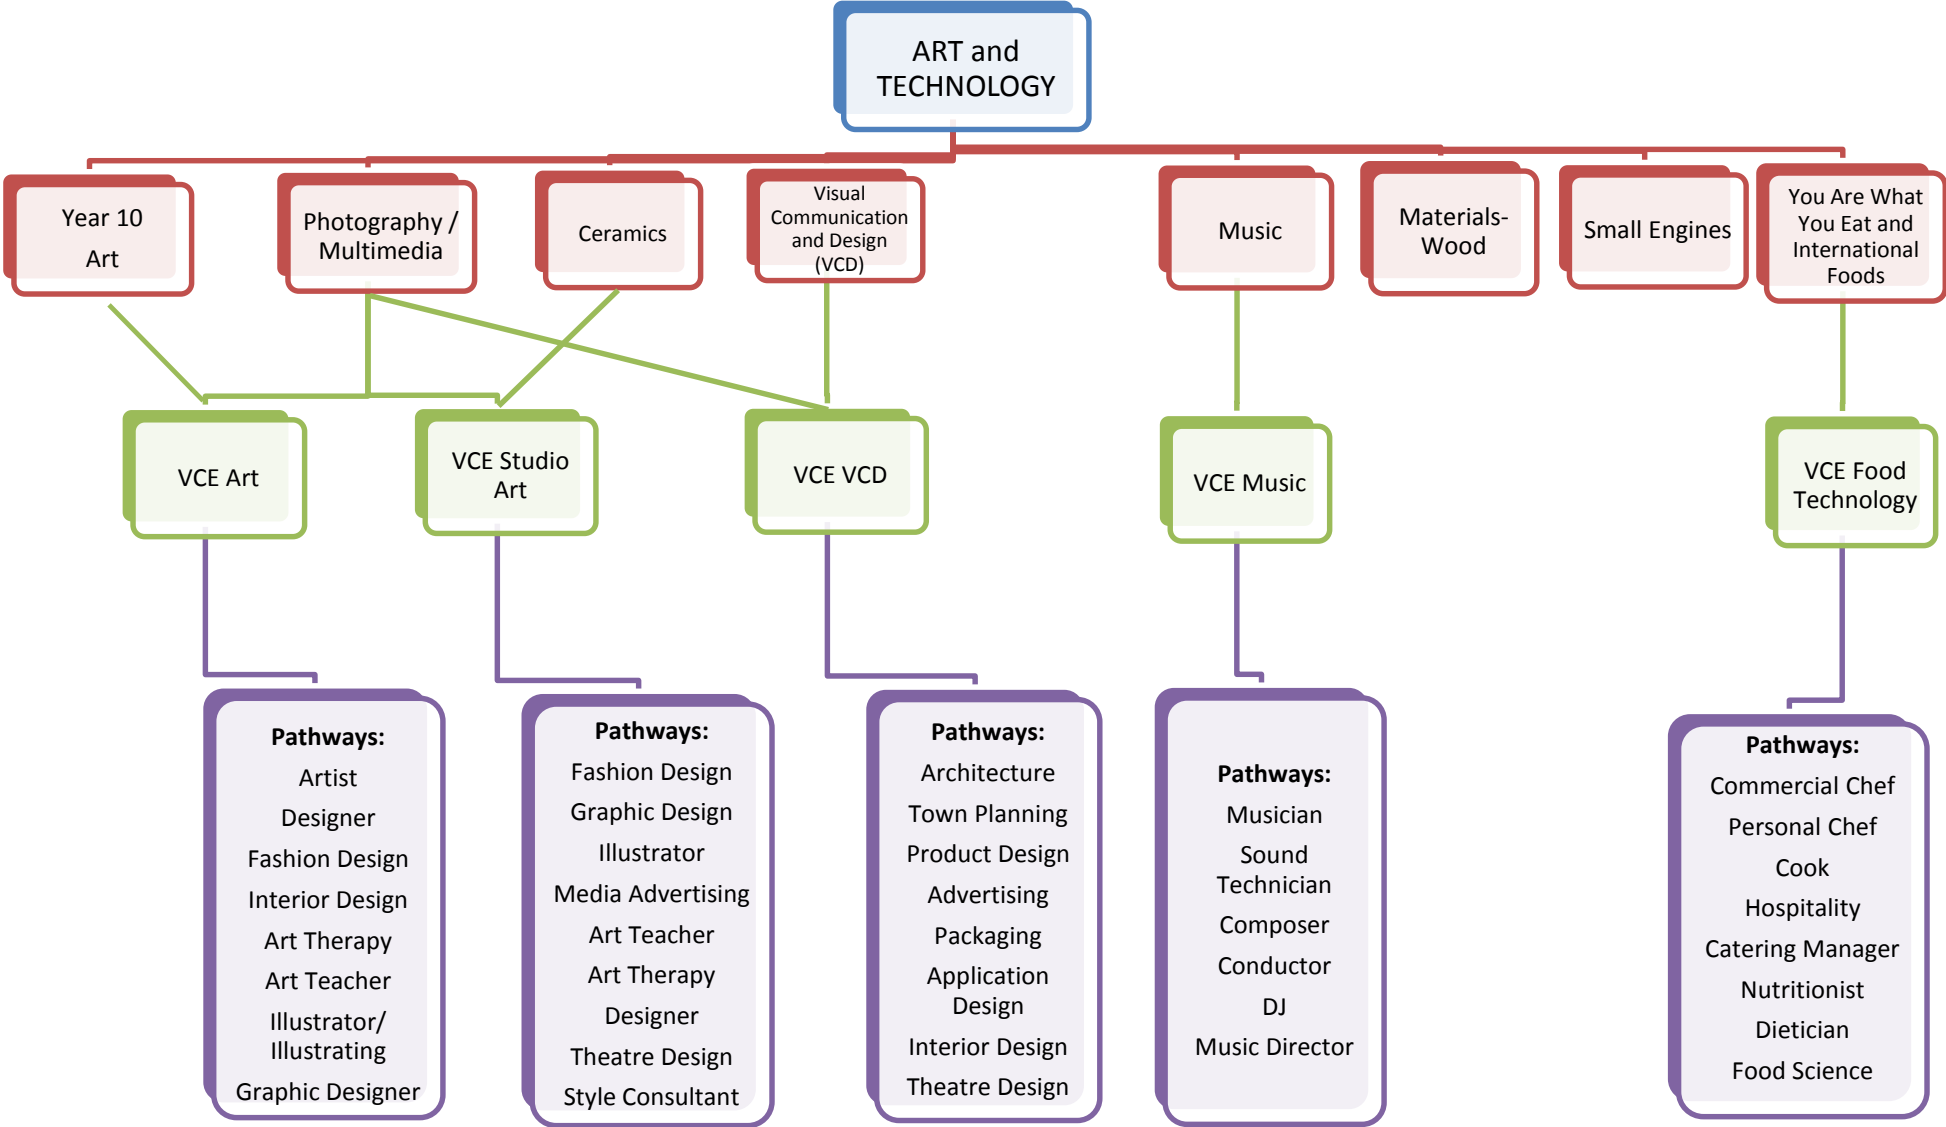 ART and
TECHNOLOGY
Year 10
Art
Photography /
Multimedia
Ceramics
Visual
Communication
and Design
(VCD)
Music
Materials-
Wood
Small Engines
You Are What
You Eat and
International
Foods
VCE Art
VCE Studio
Art
VCE VCD
VCE Music
VCE Food
Technology
Pathways:
Artist
Designer
Fashion Design
Interior Design
Art Therapy
Art Teacher
Illustrator/
Illustrating
Graphic Designer
Pathways:
Fashion Design
Graphic Design
Illustrator
Media Advertising
Art Teacher
Art Therapy
Designer
Theatre Design
Style Consultant
Pathways:
Architecture
Town Planning
Product Design
Advertising
Packaging
Application
Design
Interior Design
Theatre Design
Pathways:
Musician
Sound
Technician
Composer
Conductor
DJ
Music Director
Pathways:
Commercial Chef
Personal Chef
Cook
Hospitality
Catering Manager
Nutritionist
Dietician
Food Science